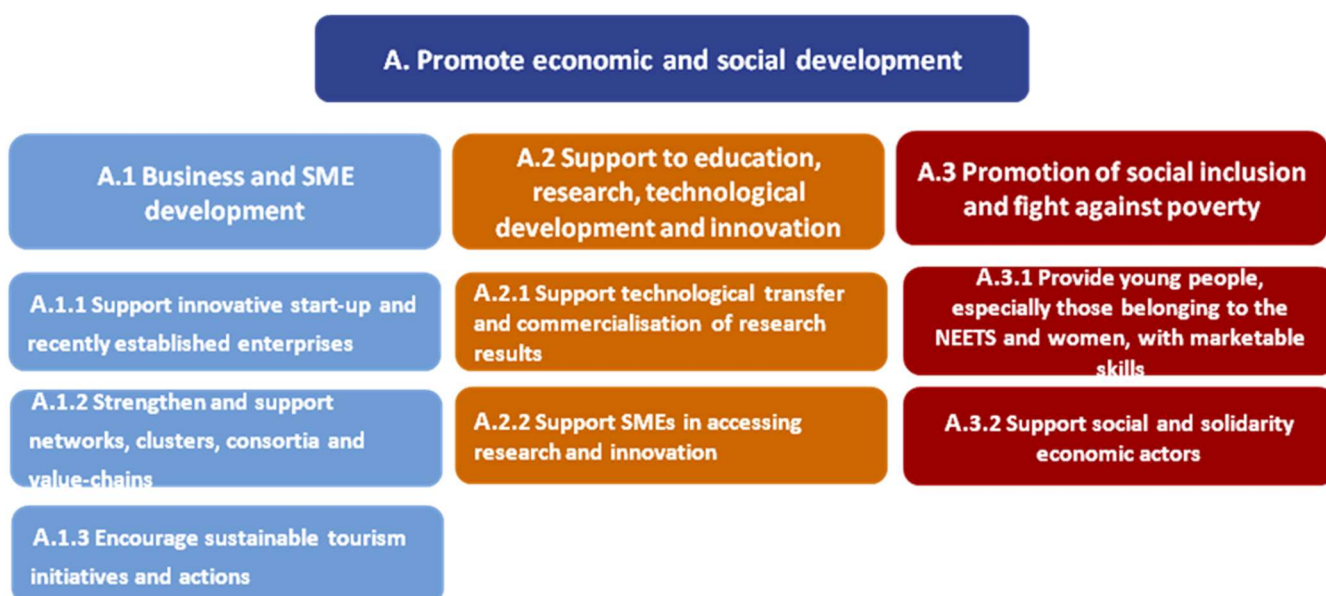 A. Promote economic and social development
A.1 Business and SME
development
A.2 Support to education,
research, technological
development and innovation
A.3 Promotion of social inclusion
and fight against poverty
A.1.1 Support innovative start-up and
recently established enterprises
A.2.1 Support technological transfer
and commercialisation of research
results
A.3.1 Provide young people,
especially those belonging to the
NEETS and women, with marketable
skills
A.1.2 Strengthen and support
networks, clusters, consortia and
value-chains
A.2.2 Support SMEs in accessing
research and innovation
A.3.2 Support social and solidarity
economic actors
A.1.3 Encourage sustainable tourism
initiatives and actions